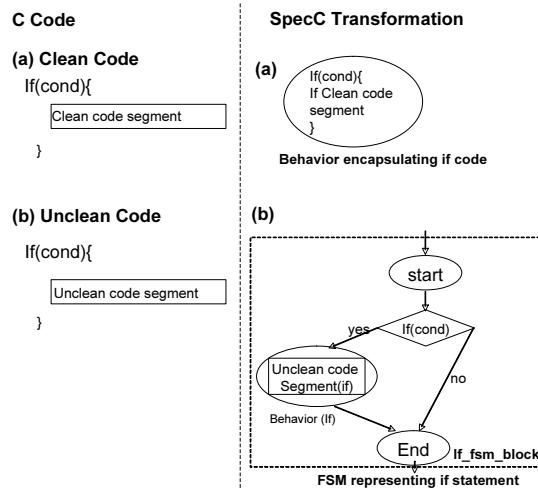 C Code
SpecC Transformation
(a) Clean Code
If(cond){
Clean code segment
}
(a)
If(cond){
If Clean code
segment
}
Behavior encapsulating if code
(b) Unclean Code
If(cond){
Unclean code segment
}
(b)
start
If(cond)
yes
no
Unclean code
Segment(if)
Behavior (If)
End
If_fsm_block
FSM representing if statement